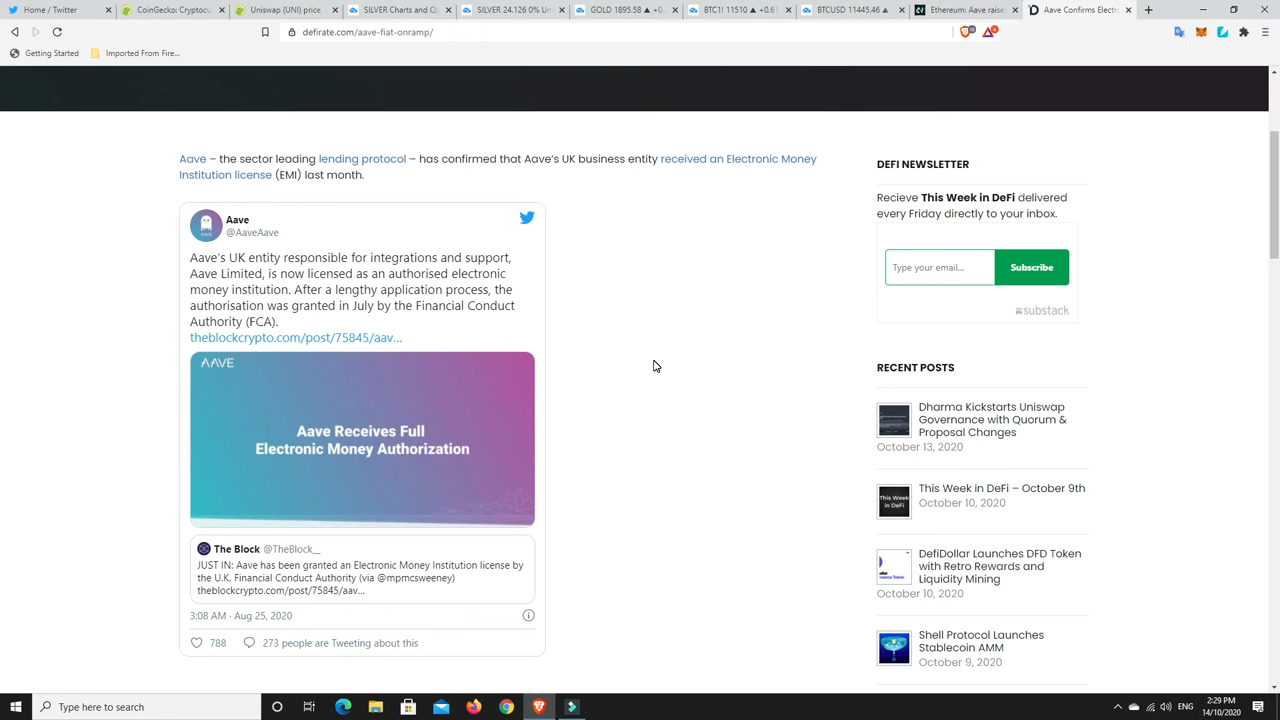 Home / Twitter
CoinGecko: Cryptocu
Uniswap (UNI) price,
SILVER Charts and Qu
SILVER 24.126 0% Un
GOLD 1895.58 ▲ +0.
BTC1! 11510 ▲ +0.61
BTCUSD 11445.46 ▲
Ethereum: Aave raises
Aave Confirms Electr
defirate.com/aave-fiat-onramp/
Getting Started
Imported From Fire...
Aave – the sector leading lending protocol – has confirmed that Aave's UK business entity received an Electronic Money
Institution license (EMI) last month.
Aave
@AaveAave
Aave's UK entity responsible for integrations and support,
Aave Limited, is now licensed as an authorised electronic
money institution. After a lengthy application process, the
authorisation was granted in July by the Financial Conduct
Authority (FCA).
theblockcrypto.com/post/75845/aav...
AAVE
Aave Receives Full
Electronic Money Authorization
The Block @TheBlock__
JUST IN: Aave has been granted an Electronic Money Institution license by
the U.K. Financial Conduct Authority (via @mpmcsweeney)
theblockcrypto.com/post/75845/aav...
3:08 AM · Aug 25, 2020
788
273 people are Tweeting about this
DEFI NEWSLETTER
Recieve This Week in DeFi delivered
every Friday directly to your inbox.
Type your email...
Subscribe
substack
RECENT POSTS
Dharma Kickstarts Uniswap
Governance with Quorum &
Proposal Changes
October 13, 2020
This Week
in DeFi
This Week in DeFi – October 9th
October 10, 2020
DefiDollar Launches DFD Token
with Retro Rewards and
Liquidity Mining
October 10, 2020
Shell Protocol Launches
Stablecoin AMM
October 9, 2020
Type here to search
ENG
2:29 PM
14/10/2020